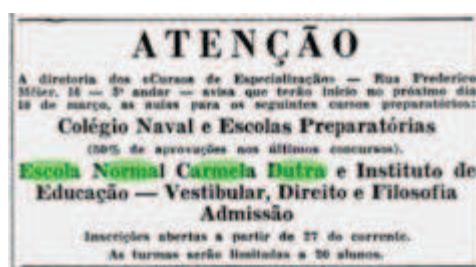 ATENÇÃO
A diretoria dos «Cursos de Especialização» — Rua Frederico
Méier, 16 — 3º andar — avisa que terão início no próximo dia
10 de março, as aulas para os seguintes cursos preparatórios
Colégio Naval e Escolas Preparatórias
(50% de aprovações nos últimos concursos).
Escola Normal Carmela Dutra e Instituto de
Educação — Vestibular, Direito e Filosofia
Admissão
Inscrições abertas a partir de 27 do corrente.
As turmas serão limitadas a 20 alunos.